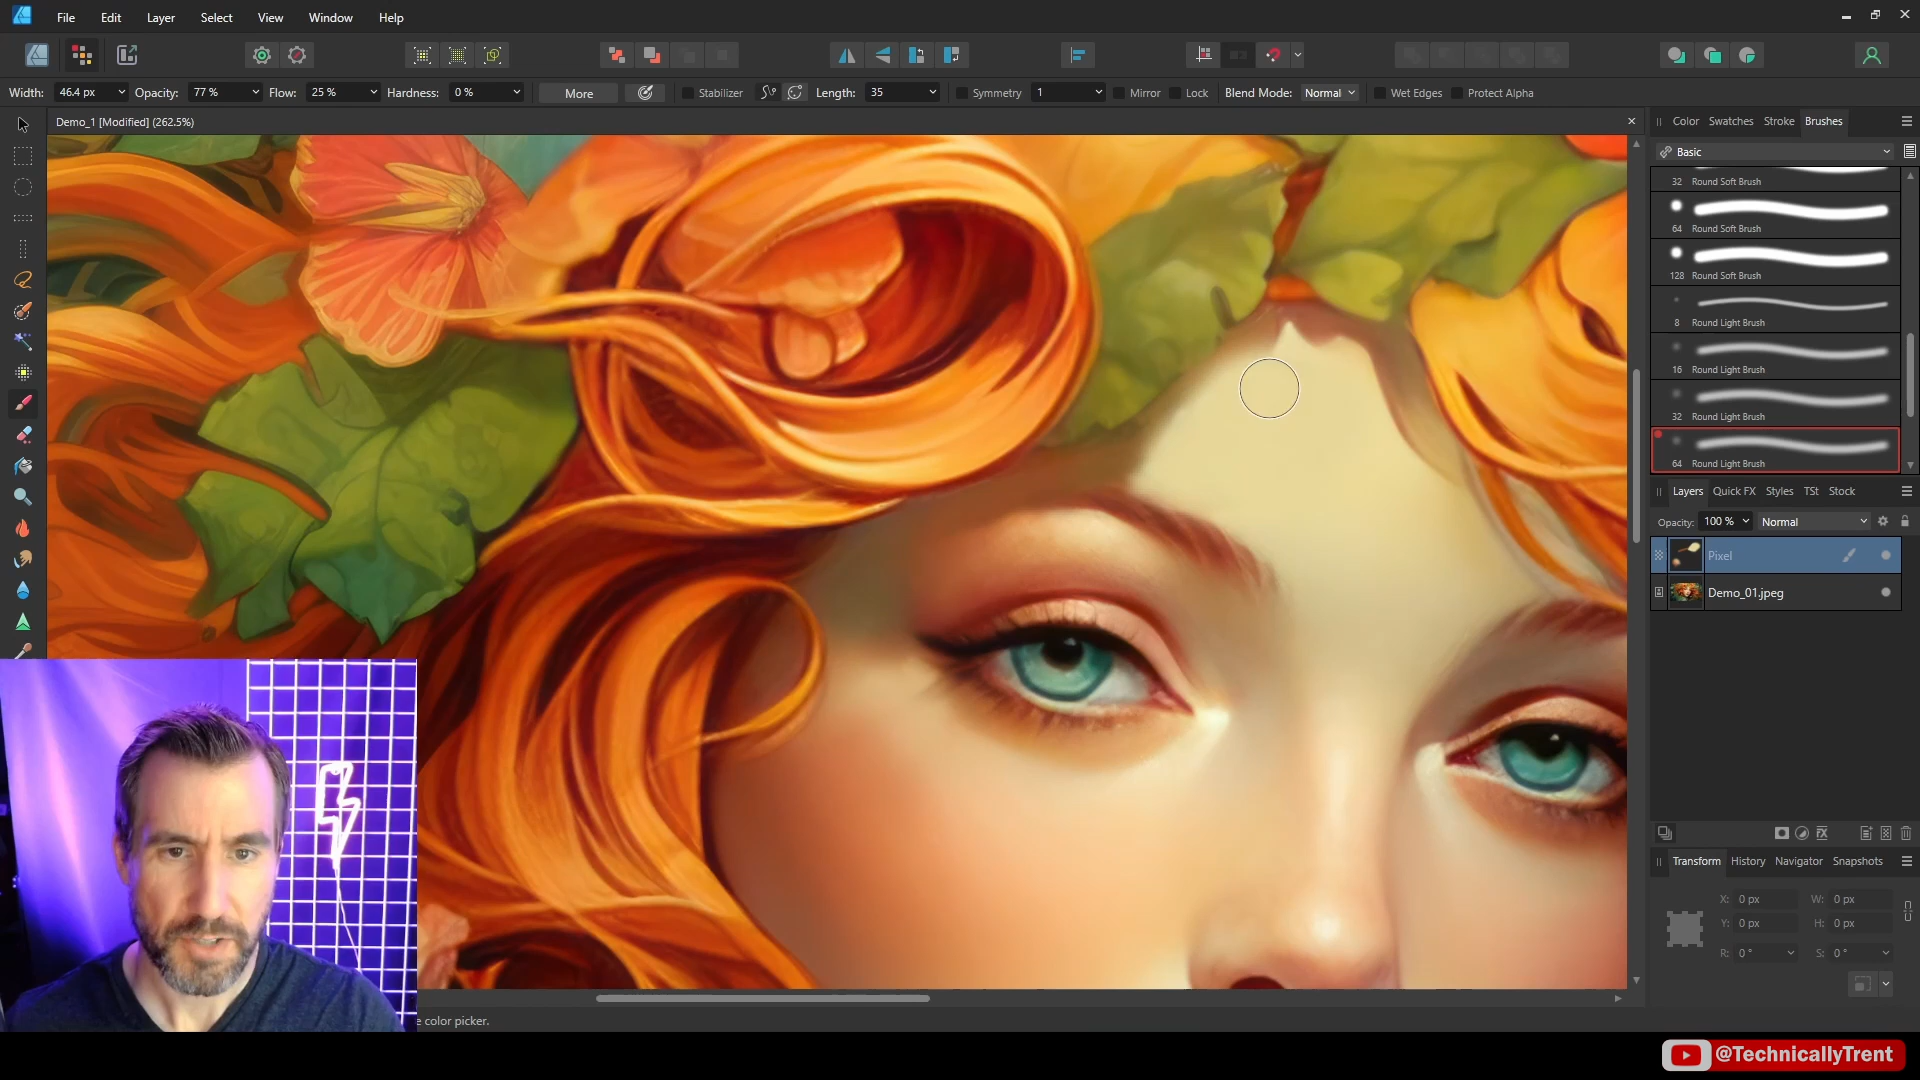 File Edit Layer Select View Window Help
Width: 46.4 px Opacity: 77 % Flow: 25 % Hardness: 0 % More Stabilizer Length: 35 Symmetry 1 Mirror Lock Blend Mode: Normal Wet Edges Protect Alpha
Demo_1 [Modified] (262.5%)
Color Swatches Stroke Brushes
Basic
32 Round Soft Brush
64 Round Soft Brush
128 Round Soft Brush
8 Round Light Brush
16 Round Light Brush
32 Round Light Brush
64 Round Light Brush
Layers Quick FX Styles TSt Stock
Opacity: 100 % Normal
Pixel
Demo_01.jpeg
Transform History Navigator Snapshots
X: 0 px W: 0 px
Y: 0 px H: 0 px
R: 0 ° S: 0 °
e color picker.
@TechnicallyTrent